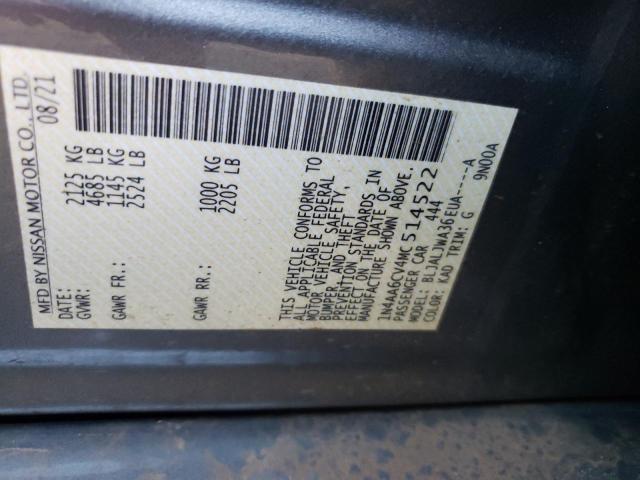 MFD BY NISSAN MOTOR CO., LTD.
DATE: 08/21
GVWR: 2125 KG
4685 LB
GAWR FR: 1145 KG
2524 LB
GAWR RR: 1000 KG
2205 LB
THIS VEHICLE CONFORMS TO
ALL APPLICABLE FEDERAL
MOTOR VEHICLE SAFETY,
BUMPER, AND THEFT
PREVENTION STANDARDS IN
EFFECT ON THE DATE OF
MANUFACTURE SHOWN ABOVE.
1N4AA6CV4MC514522
PASSENGER CAR 444
MODEL: BLJALJWA36EUA-----A
COLOR: KAD TRIM: G 9N00A